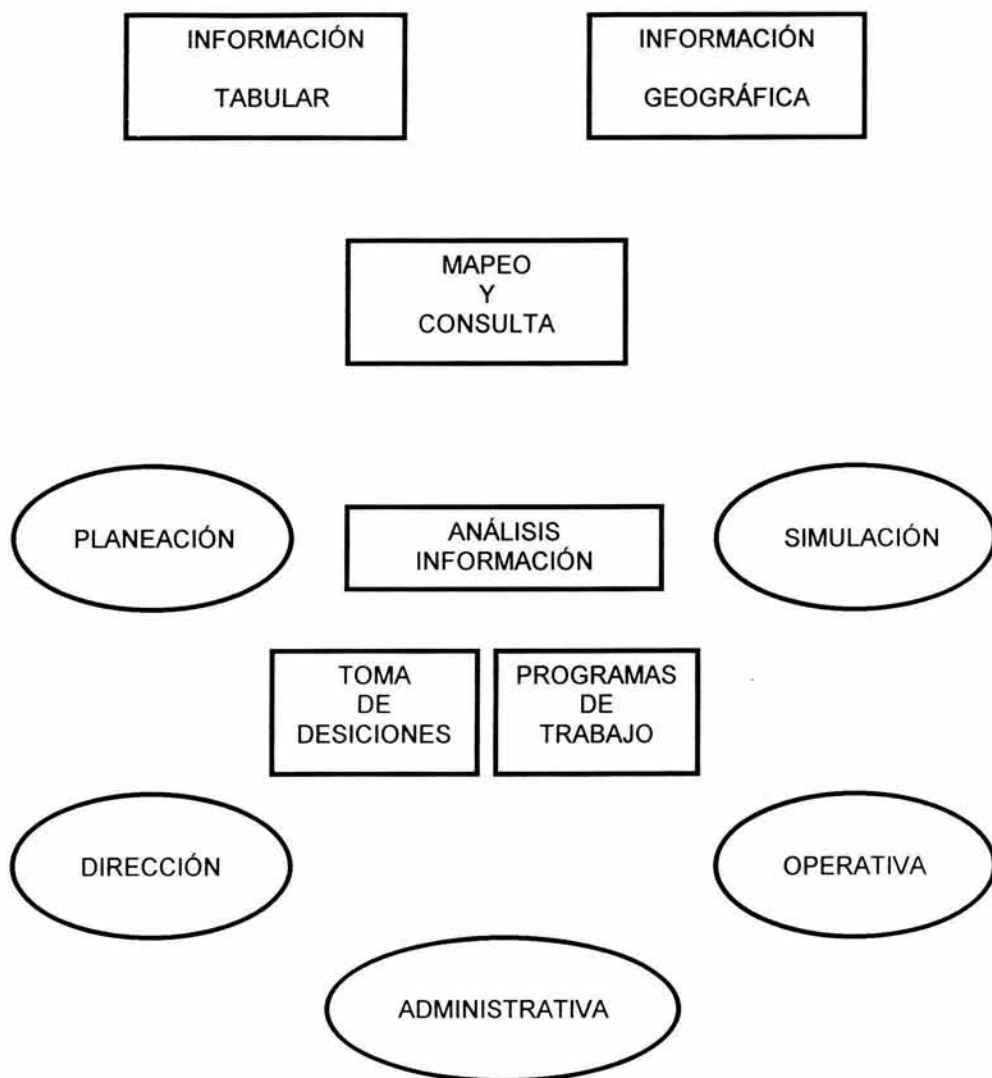 INFORMACIÓN
TABULAR
INFORMACIÓN
GEOGRÁFICA
MAPEO
Y
CONSULTA
PLANEACIÓN
ANÁLISIS
INFORMACIÓN
SIMULACIÓN
TOMA
DE
DESICIONES
PROGRAMAS
DE
TRABAJO
DIRECCIÓN
OPERATIVA
ADMINISTRATIVA